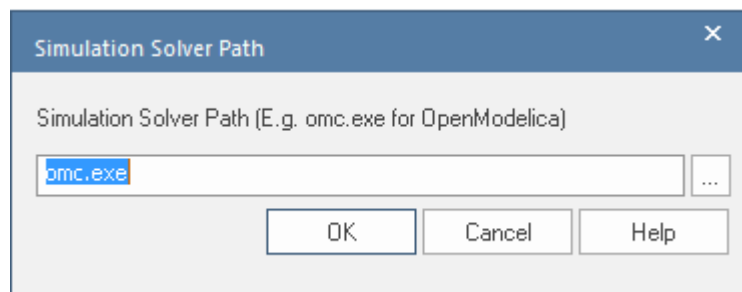 Simulation Solver Path
Simulation Solver Path (E.g. omc.exe for OpenModelica)
omc.exe
...
OK Cancel Help